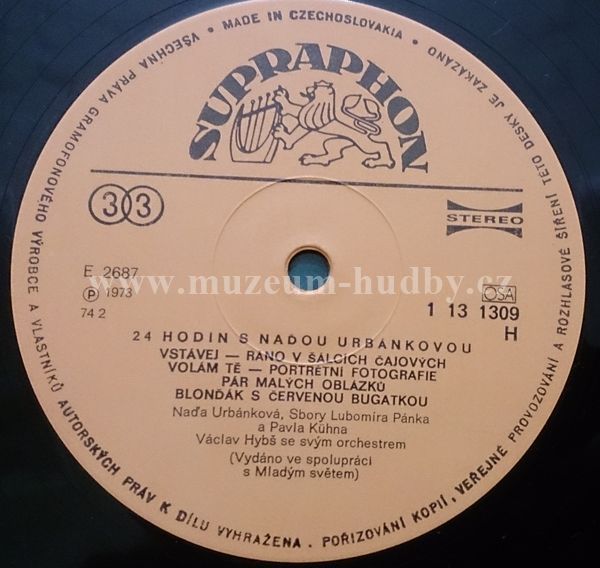 VŠECHNA PRÁVA GRAMOFONOVÉHO VÝROBCE A VLASTNÍKŮ AUTORSKÝCH PRÁV K DÍLU VYHRAŽENA. POŘIZOVÁNÍ KOPIÍ, VEŘEJNÉ PROVOZOVÁNÍ A ROZHLASOVÉ ŠÍŘENÍ TÉTO DESKY JE ZAKÁZÁNO • MADE IN CZECHOSLOVAKIA •
SUPRAPHON
33
STEREO
E 2687
www.muzeum-hudby.cz
Ⓟ 1973
OSA
74 2
1 13 1309
H
24 HODIN S NAĎOU URBÁNKOVOU
VSTÁVEJ — RÁNO V ŠÁLCÍCH ČAJOVÝCH
VOLÁM TĚ — PORTRÉTNÍ FOTOGRAFIE
PÁR MALÝCH OBLÁZKŮ
BLONĎÁK S ČERVENOU BUGATKOU
Naďa Urbánková, Sbory Lubomíra Pánka
a Pavla Kühna
Václav Hybš se svým orchestrem
(Vydáno ve spolupráci
s Mladým světem)